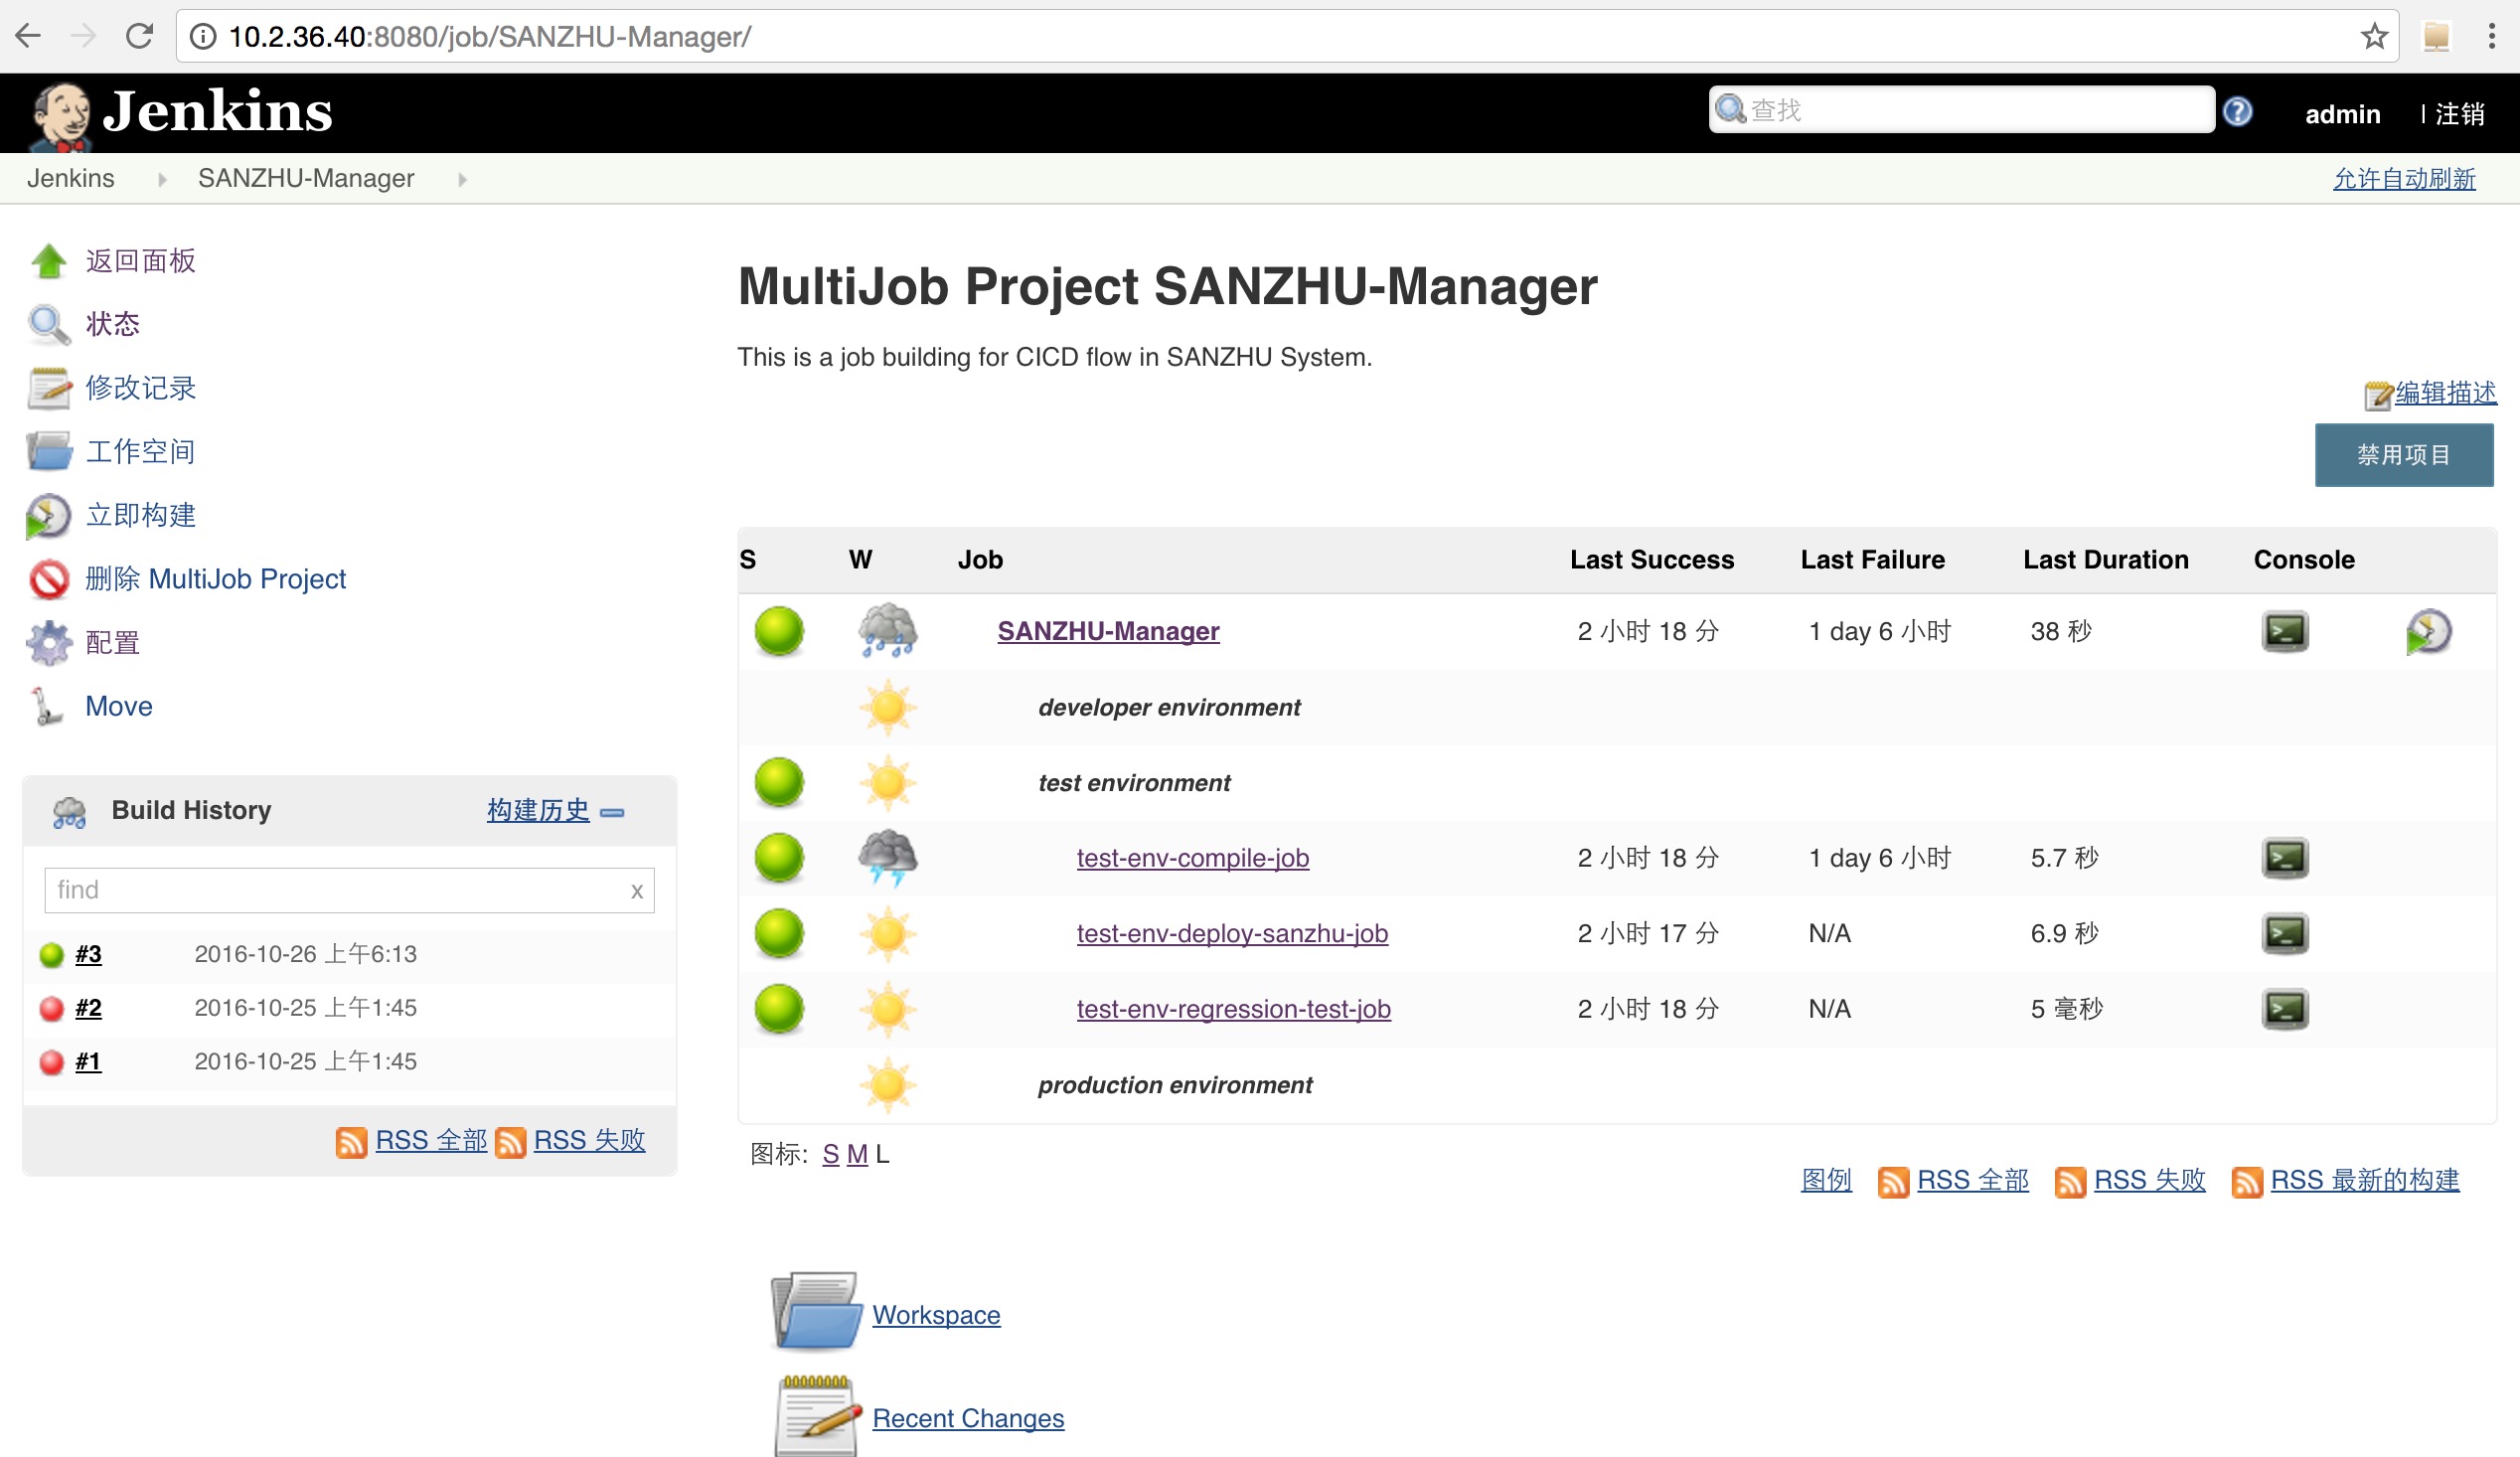 10.2.36.40:8080/job/SANZHU-Manager/
Jenkins
查找
admin
| 注销
Jenkins
SANZHU-Manager
允许自动刷新
返回面板
状态
修改记录
工作空间
立即构建
删除 MultiJob Project
配置
Move
Build History 构建历史
find x
#3 2016-10-26 上午6:13
#2 2016-10-25 上午1:45
#1 2016-10-25 上午1:45
RSS 全部 RSS 失败
MultiJob Project SANZHU-Manager
This is a job building for CICD flow in SANZHU System.
编辑描述
禁用项目
S W Job Last Success Last Failure Last Duration Console
SANZHU-Manager 2 小时 18 分 1 day 6 小时 38 秒
developer environment
test environment
test-env-compile-job 2 小时 18 分 1 day 6 小时 5.7 秒
test-env-deploy-sanzhu-job 2 小时 17 分 N/A 6.9 秒
test-env-regression-test-job 2 小时 18 分 N/A 5 毫秒
production environment
图标: S M L
图例 RSS 全部 RSS 失败 RSS 最新的构建
Workspace
Recent Changes